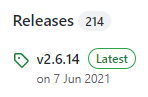 Releases 214
v2.6.14 Latest
on 7 Jun 2021